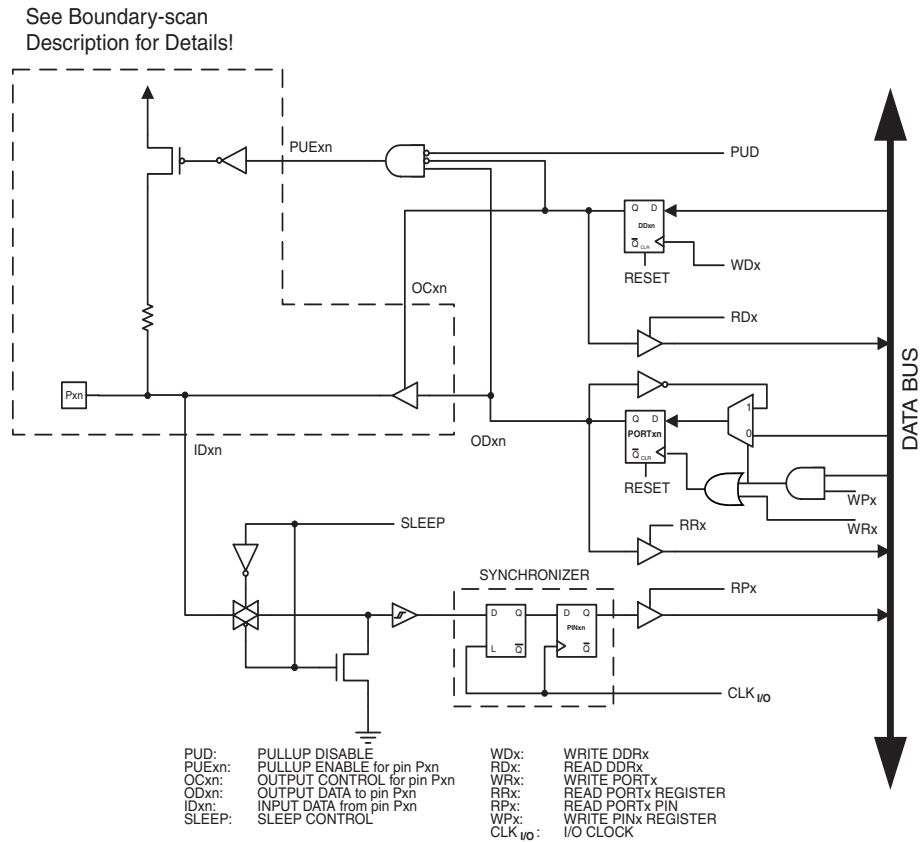 See Boundary-scan
Description for Details!
PUExn
PUD
Q D
DDxn
Q CLR
RESET
WDx
OCxn
RDx
Pxn
1
0
Q D
PORTxn
Q CLR
ODxn
IDxn
RESET
WPx
WRx
RRx
SLEEP
SYNCHRONIZER
RPx
D Q
L Q
D Q
PINxn
Q
CLK I/O
DATA BUS
PUD: PULLUP DISABLE
PUExn: PULLUP ENABLE for pin Pxn
OCxn: OUTPUT CONTROL for pin Pxn
ODxn: OUTPUT DATA to pin Pxn
IDxn: INPUT DATA from pin Pxn
SLEEP: SLEEP CONTROL
WDx: WRITE DDRx
RDx: READ DDRx
WRx: WRITE PORTx
RRx: READ PORTx REGISTER
RPx: READ PORTx PIN
WPx: WRITE PINx REGISTER
CLK I/O : I/O CLOCK